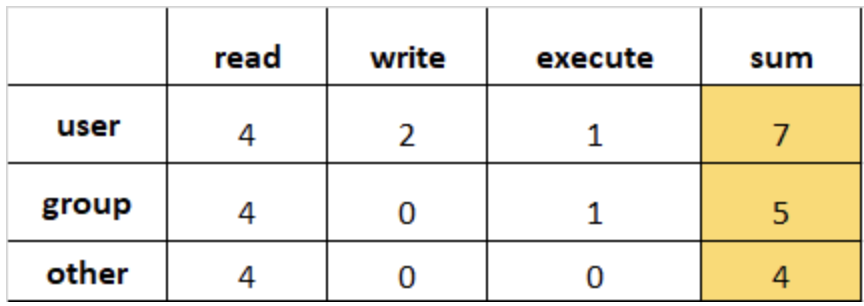 read write execute sum
user 4 2 1 7
group 4 0 1 5
other 4 0 0 4